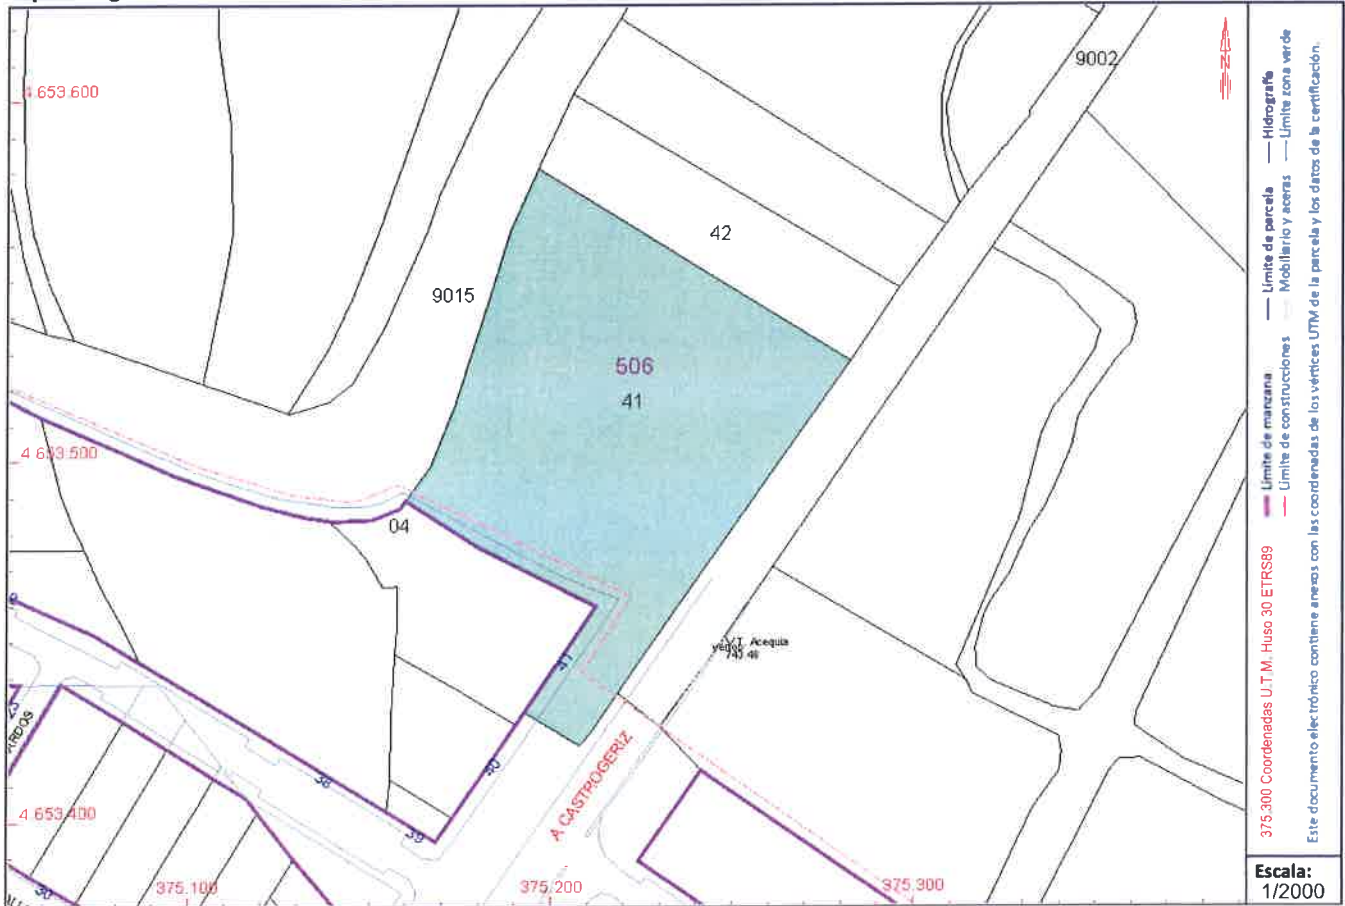 4.653.600
9002
42
9015
506
41
4.653.500
04
41
V.T. Acequia
743.48
ARDOS
40
38
39
A CASTROGERIZ
4.653.400
30
375.100
375.200
375.300
N
Límite de manzana
Límite de parcela
Hidrografía
Límite de construcciones
Mobiliario y aceras
Límite zona verde
375.300 Coordenadas U.T.M. Huso 30 ETRS89
Este documento electrónico contiene anexos con las coordenadas de los vértices UTM de la parcela y los datos de la certificación.
Escala:
1/2000